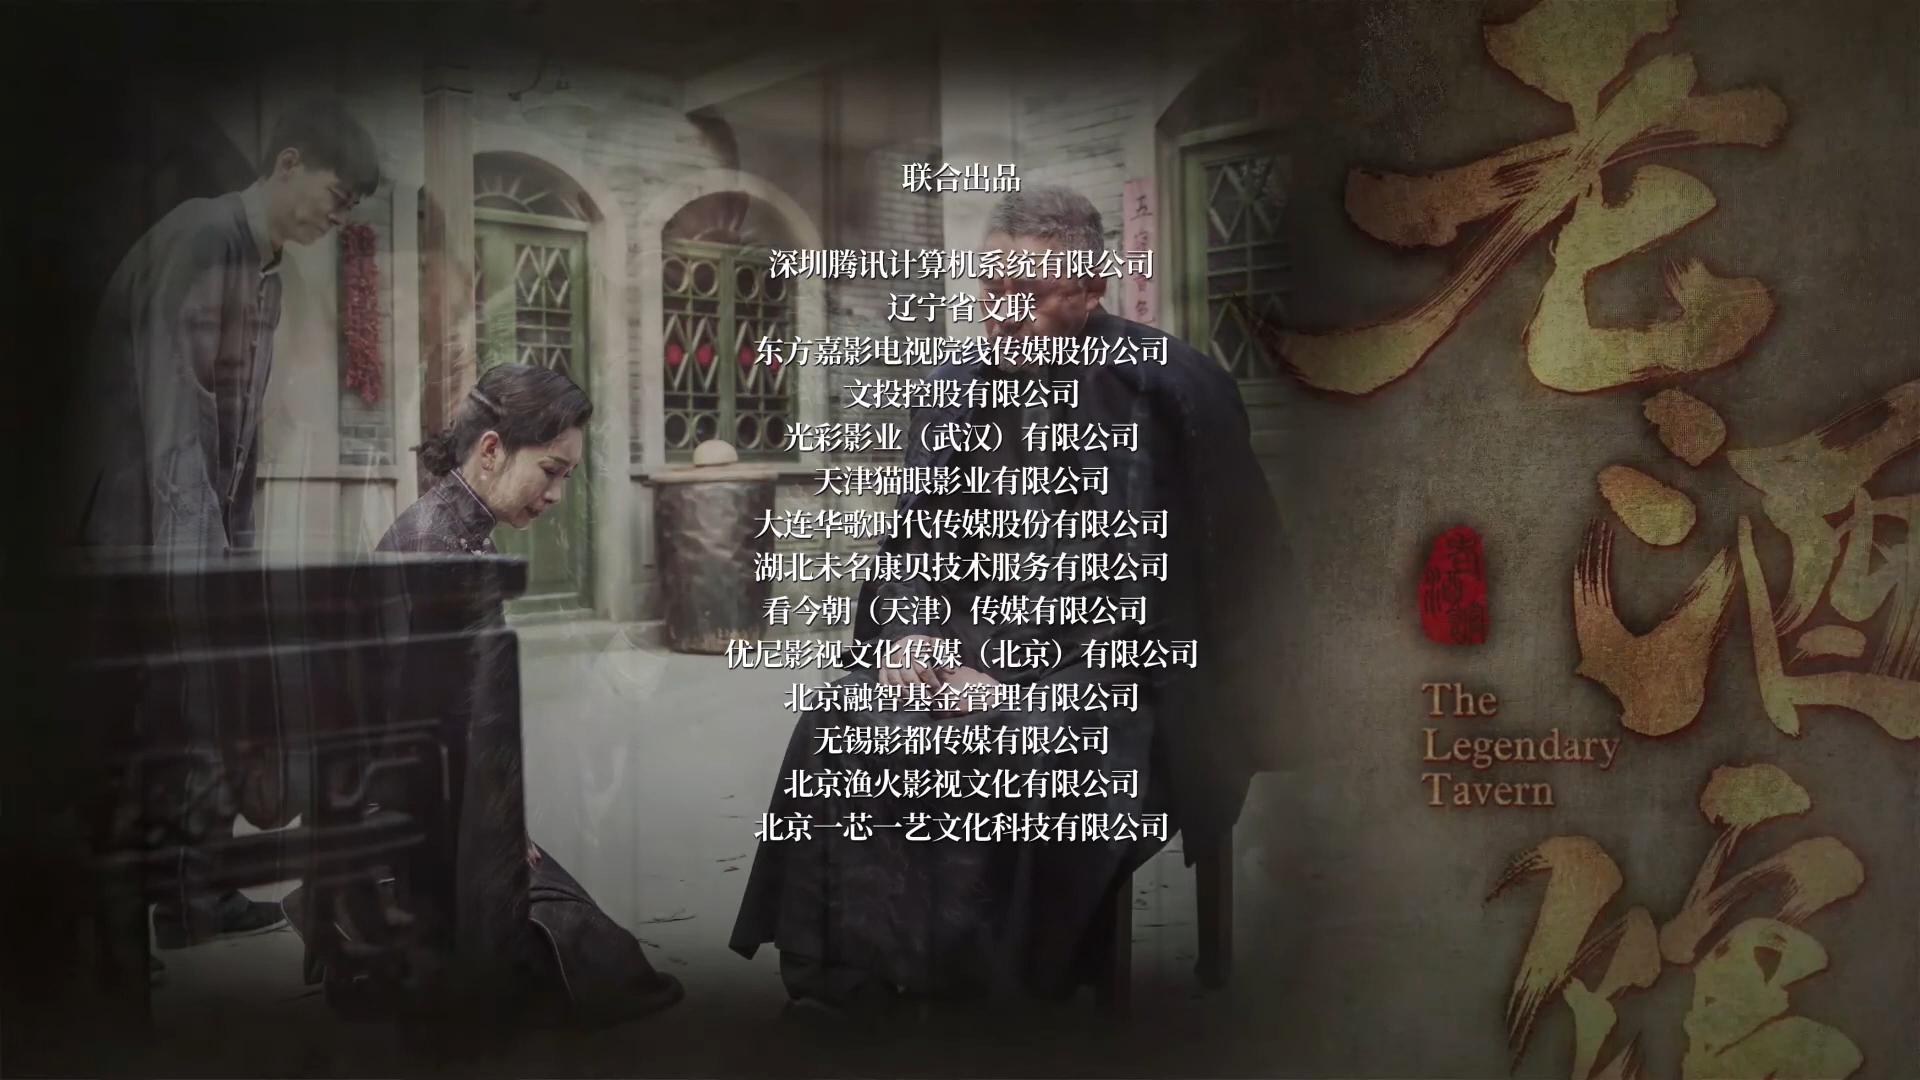 联合出品
深圳腾讯计算机系统有限公司
辽宁省文联
东方嘉影电视院线传媒股份公司
文投控股有限公司
光彩影业（武汉）有限公司
天津猫眼影业有限公司
大连华歌时代传媒股份有限公司
湖北未名康贝技术服务有限公司
看今朝（天津）传媒有限公司
优尼影视文化传媒（北京）有限公司
北京融智基金管理有限公司
无锡影都传媒有限公司
北京渔火影视文化有限公司
北京一芯一艺文化科技有限公司
老酒馆
老酒館
The
Legendary
Tavern